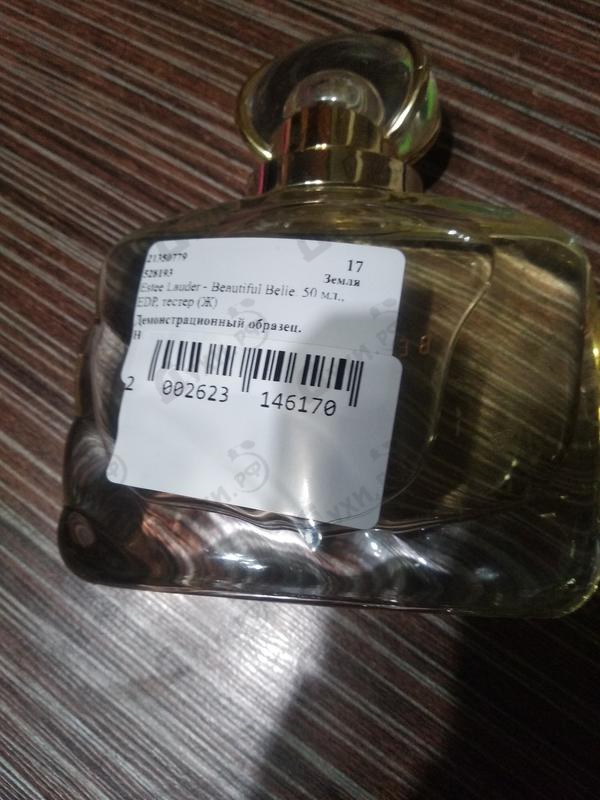 21350779
17
528193
Земля
Estee Lauder - Beautiful Belle 50 мл.,
EDP, тестер (Ж)
Демонстрационный образец.
Н
2 002623 146170